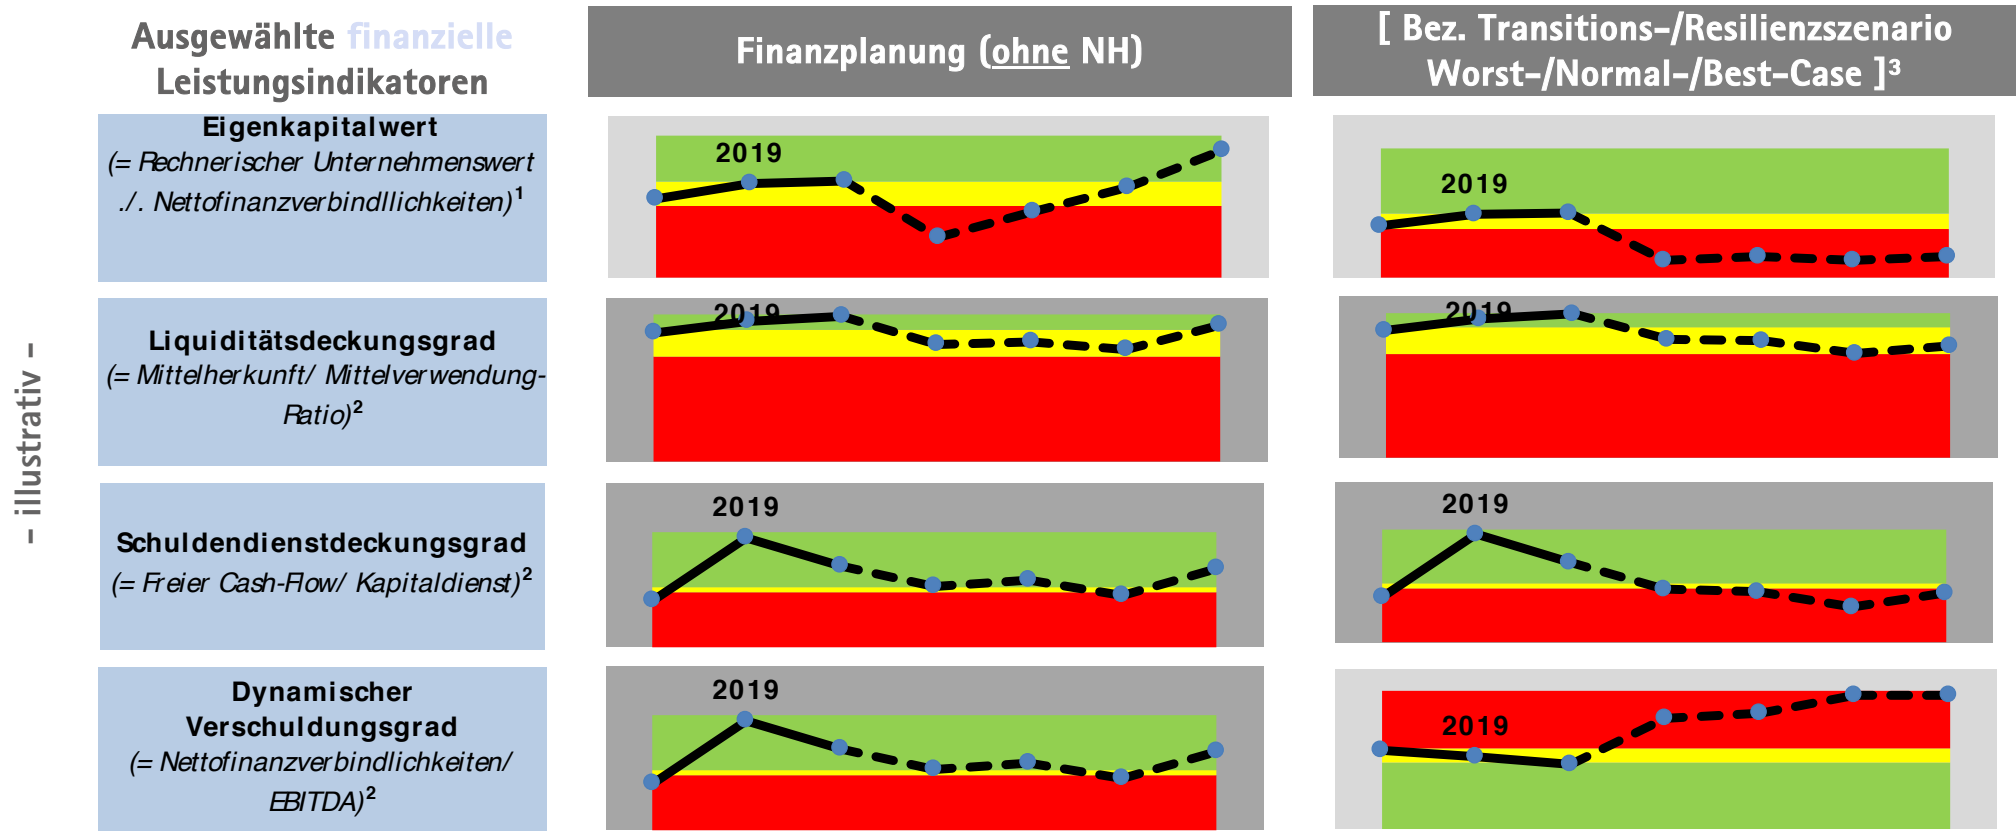 Ausgewählte finanzielle
Leistungsindikatoren
Finanzplanung (ohne NH)
[ Bez. Transitions-/Resilienzszenario
Worst-/Normal-/Best-Case ]³
– illustrativ –
Eigenkapitalwert
(= Rechnerischer Unternehmenswert
./. Nettofinanzverbindllichkeiten)¹
2019
2019
Liquiditätsdeckungsgrad
(= Mittelherkunft/ Mittelverwendung-
Ratio)²
2019
2019
Schuldendienstdeckungsgrad
(= Freier Cash-Flow/ Kapitaldienst)²
2019
2019
Dynamischer
Verschuldungsgrad
(= Nettofinanzverbindlichkeiten/
EBITDA)²
2019
2019